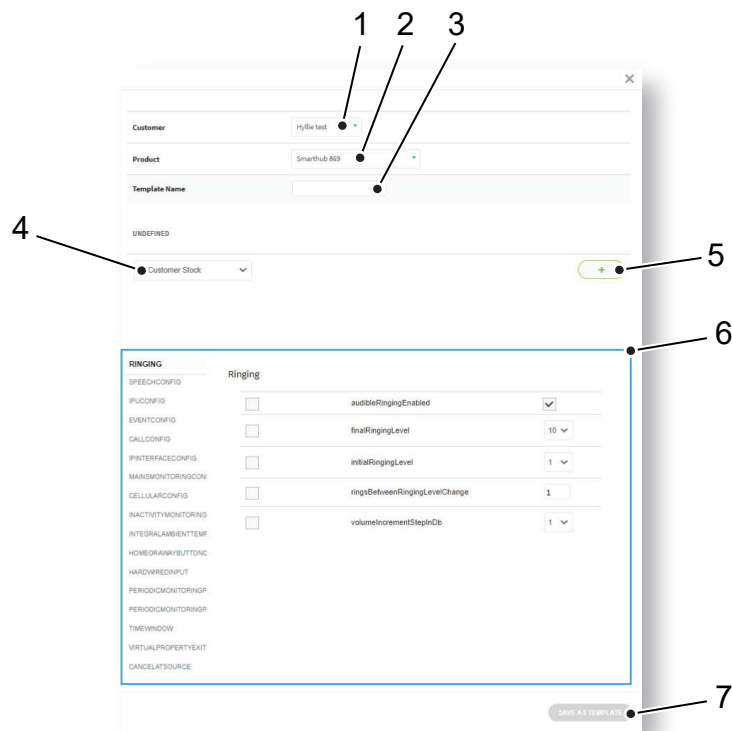 1 2 3
×
Customer Hyllie test
Product Smarthub 869
Template Name
4
UNDEFINED
Customer Stock + 5
6
RINGING
Ringing
SPEECHCONFIG
IPUCONFIG audibleRingingEnabled
EVENTCONFIG
finalRingingLevel 10
CALLCONFIG
IPINTERFACECONFIG initialRingingLevel 1
MAINSMONITORINGCONI
CELLULARCONFIG ringsBetweenRingingLevelChange 1
INACTIVITYMONITORING
volumeIncrementStepInDb 1
INTEGRALAMBIENTTEMF
HOMEORAWAYBUTTONC
HARDWIREDINPUT
PERIODICMONITORINGP
PERIODICMONITORINGP
TIMEWINDOW
VIRTUALPROPERTYEXIT
CANCELATSOURCE
SAVE AS TEMPLATE 7